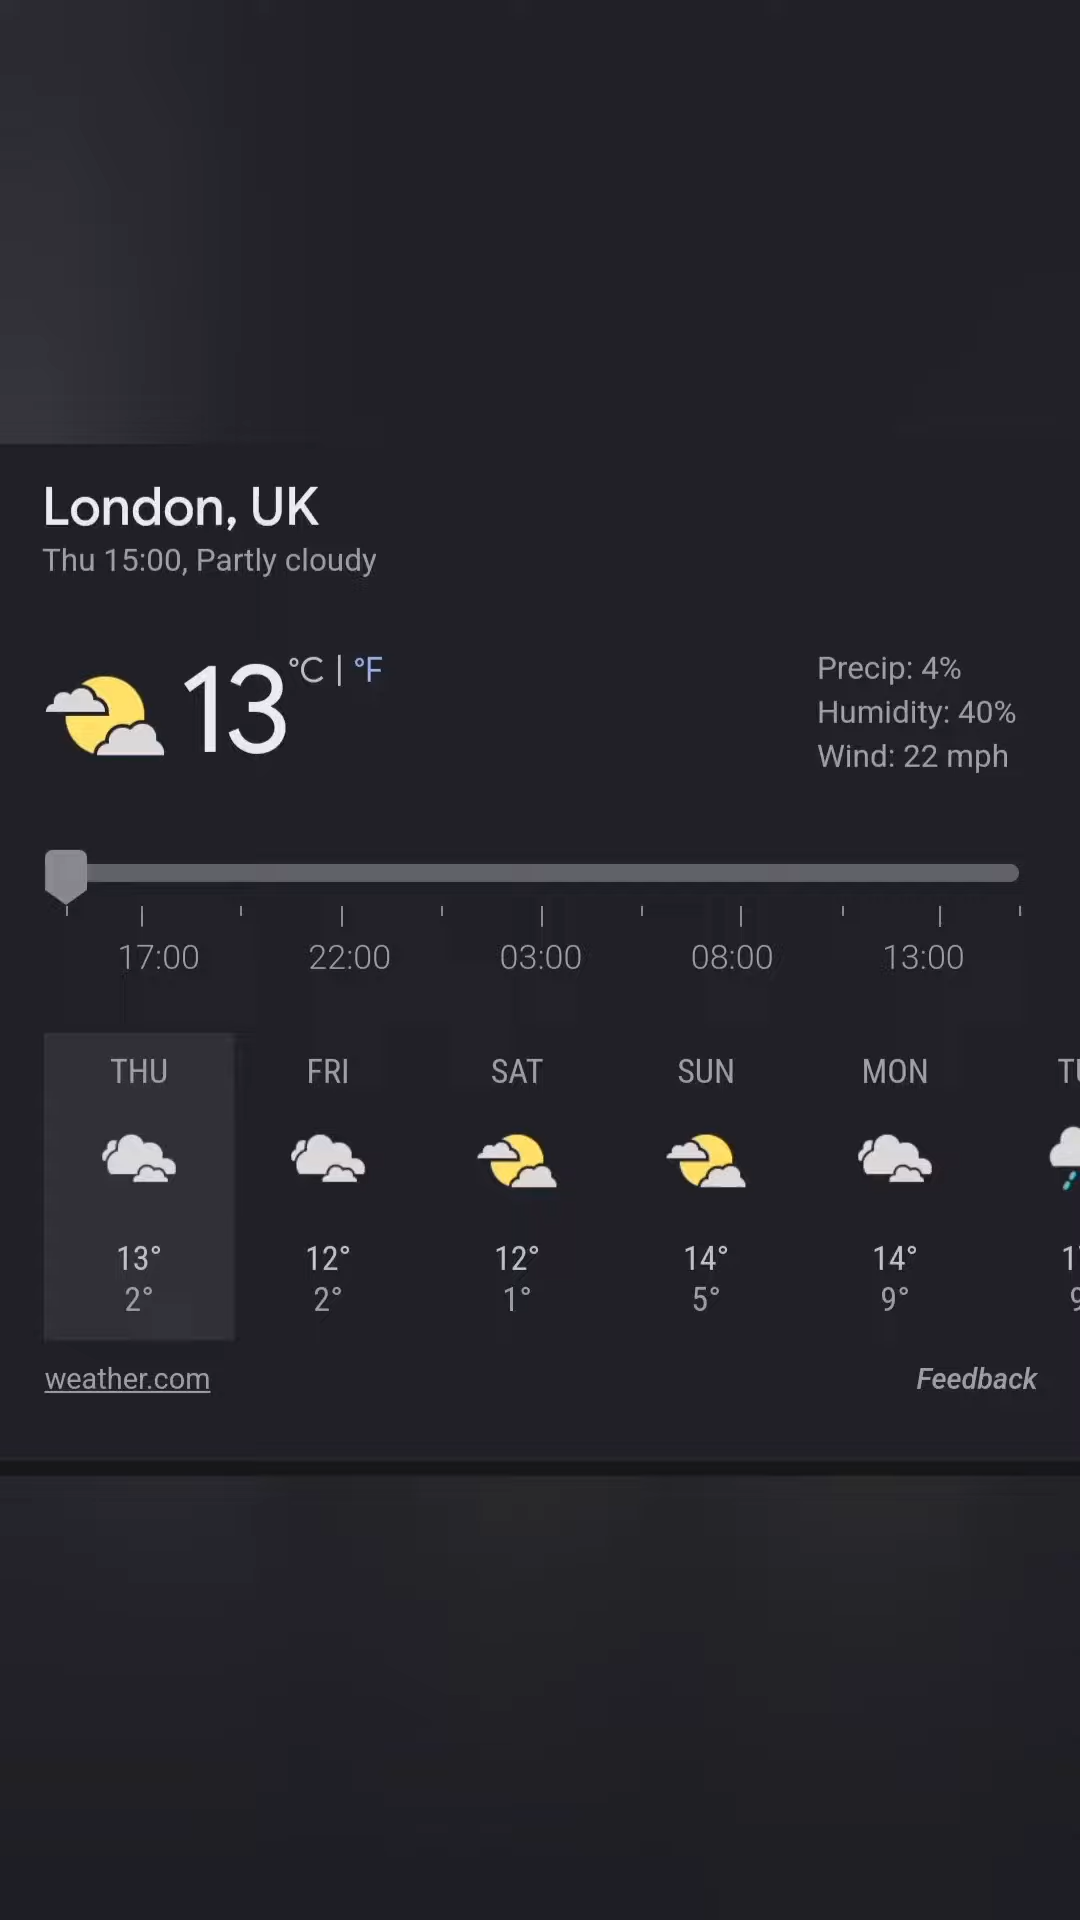 London, UK
Thu 15:00, Partly cloudy
13 °C | °F
Precip: 4%
Humidity: 40%
Wind: 22 mph
17:00 22:00 03:00 08:00 13:00
THU FRI SAT SUN MON
13° 12° 12° 14° 14°
2° 2° 1° 5° 9°
weather.com Feedback